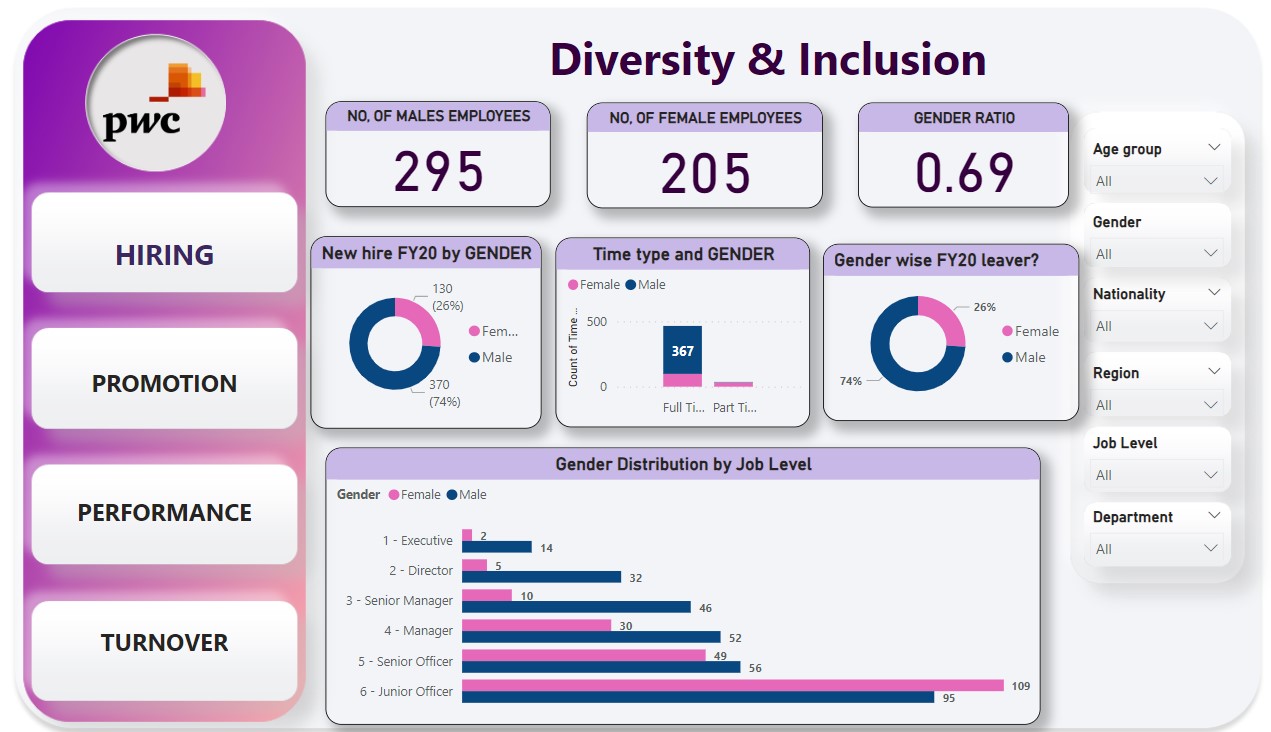 pwc
HIRING
PROMOTION
PERFORMANCE
TURNOVER
Diversity & Inclusion
NO, OF MALES EMPLOYEES
295
NO, OF FEMALE EMPLOYEES
205
GENDER RATIO
0.69
New hire FY20 by GENDER
130
(26%)
370
(74%)
Fem...
Male
Time type and GENDER
Female Male
Count of Time ...
500
0
367
Full Ti... Part Ti...
Gender wise FY20 leaver?
26%
74%
Female
Male
Gender Distribution by Job Level
Gender Female Male
1 - Executive 2 14
2 - Director 5 32
3 - Senior Manager 10 46
4 - Manager 30 52
5 - Senior Officer 49 56
6 - Junior Officer 109 95
Age group
All
Gender
All
Nationality
All
Region
All
Job Level
All
Department
All